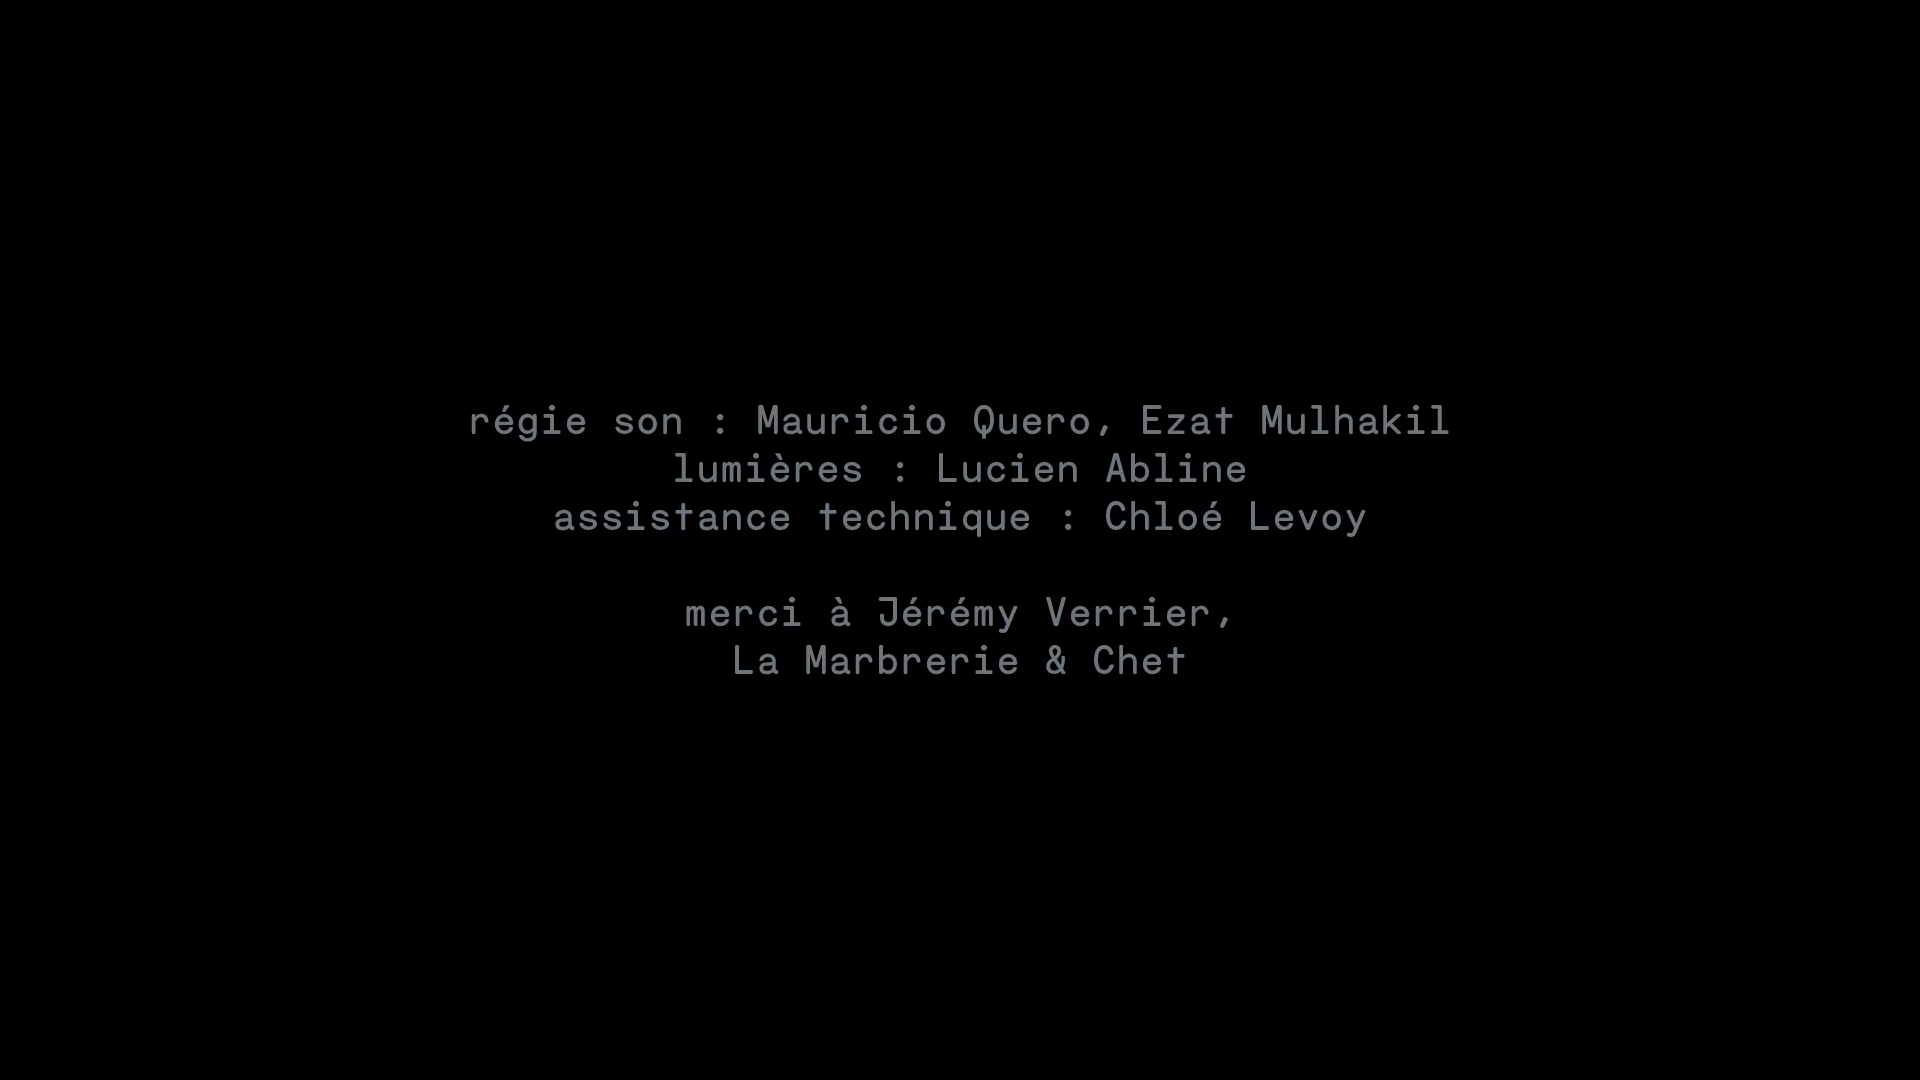 régie son : Mauricio Quero, Ezat Mulhakil
lumières : Lucien Abline
assistance technique : Chloé Levoy
merci à Jérémy Verrier,
La Marbrerie & Chet